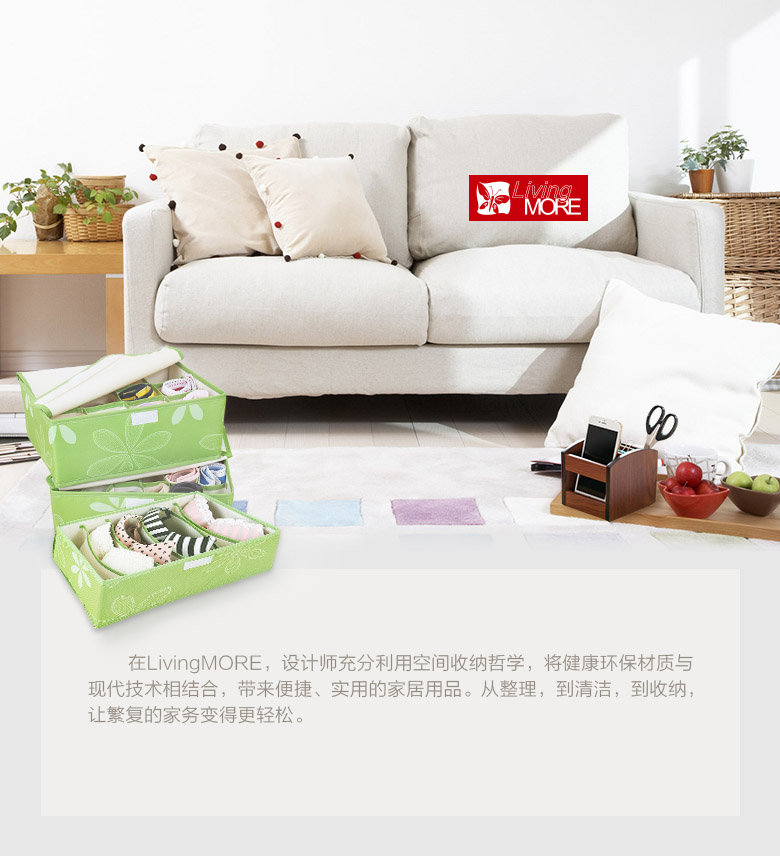 Living
MORE
在LivingMORE，设计师充分利用空间收纳哲学，将健康环保材质与
现代技术相结合，带来便捷、实用的家居用品。从整理，到清洁，到收纳，
让繁复的家务变得更轻松。